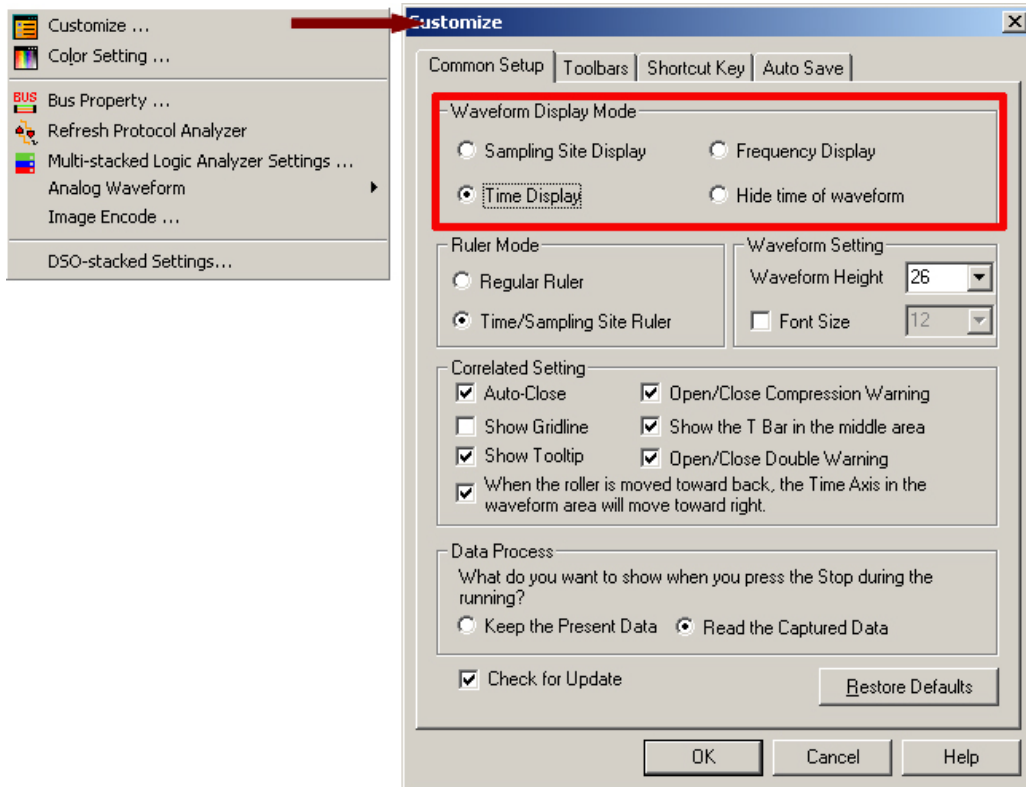 Customize ...
Color Setting ...
BUS
Bus Property ...
Refresh Protocol Analyzer
Multi-stacked Logic Analyzer Settings ...
Analog Waveform
Image Encode ...
DSO-stacked Settings...
Customize
Common Setup
Toolbars
Shortcut Key
Auto Save
Waveform Display Mode
Sampling Site Display
Frequency Display
Time Display
Hide time of waveform
Ruler Mode
Regular Ruler
Time/Sampling Site Ruler
Waveform Setting
Waveform Height
26
Font Size
12
Correlated Setting
Auto-Close
Open/Close Compression Warning
Show Gridline
Show the T Bar in the middle area
Show Tooltip
Open/Close Double Warning
When the roller is moved toward back, the Time Axis in the
waveform area will move toward right.
Data Process
What do you want to show when you press the Stop during the
running?
Keep the Present Data
Read the Captured Data
Check for Update
Restore Defaults
OK
Cancel
Help